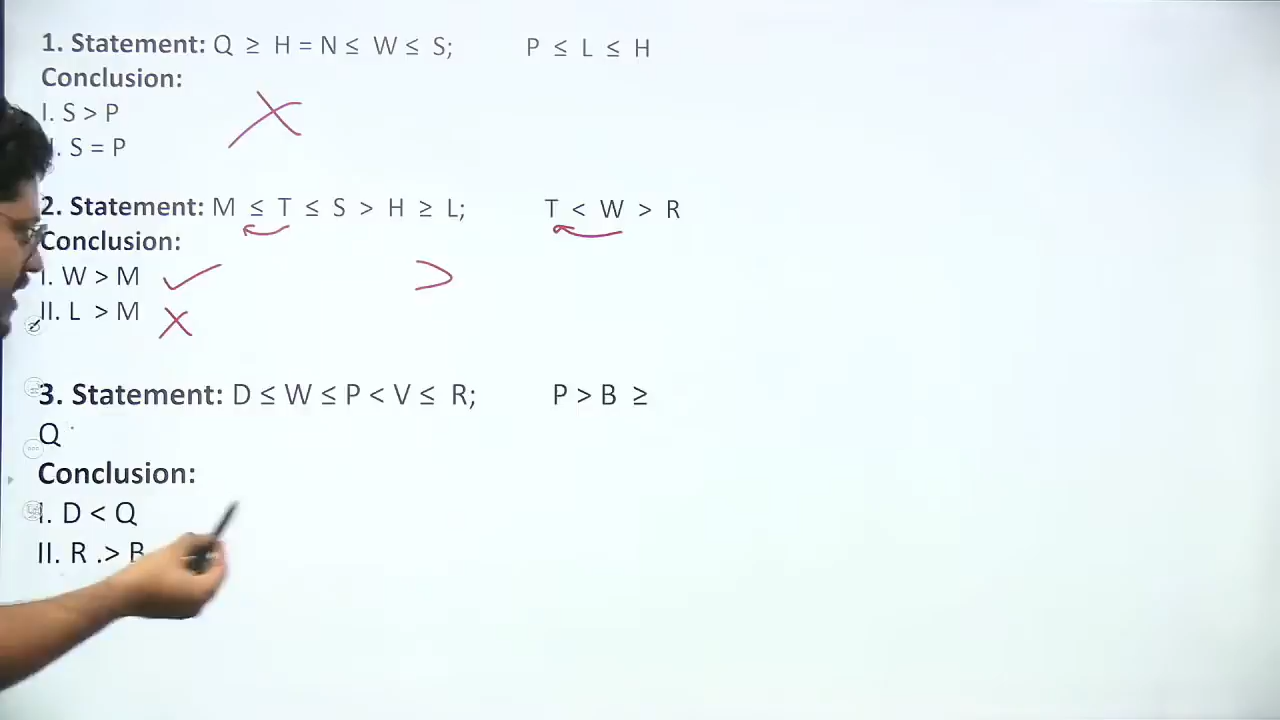 1. Statement: Q ≥ H = N ≤ W ≤ S; P ≤ L ≤ H
Conclusion:
I. S > P
. S = P
2. Statement: M ≤ T ≤ S > H ≥ L; T < W > R
Conclusion:
I. W > M
II. L > M
3. Statement: D ≤ W ≤ P < V ≤ R; P > B ≥
Q
Conclusion:
I. D < Q
II. R .> B